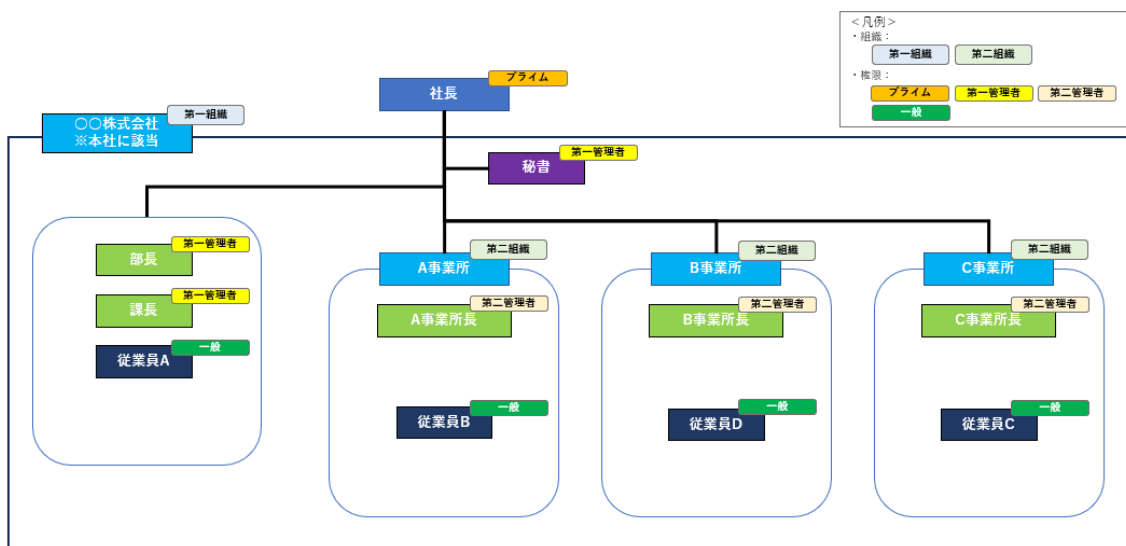 ＜凡例＞
・組織：
第一組織
第二組織
・権限：
プライム
第一管理者
第二管理者
一般
プライム
社長
第一組織
〇〇株式会社
※本社に該当
第一管理者
秘書
第一管理者
部長
第一管理者
課長
一般
従業員A
第二組織
A事業所
第二管理者
A事業所長
一般
従業員B
第二組織
B事業所
第二管理者
B事業所長
一般
従業員D
第二組織
C事業所
第二管理者
C事業所長
一般
従業員C